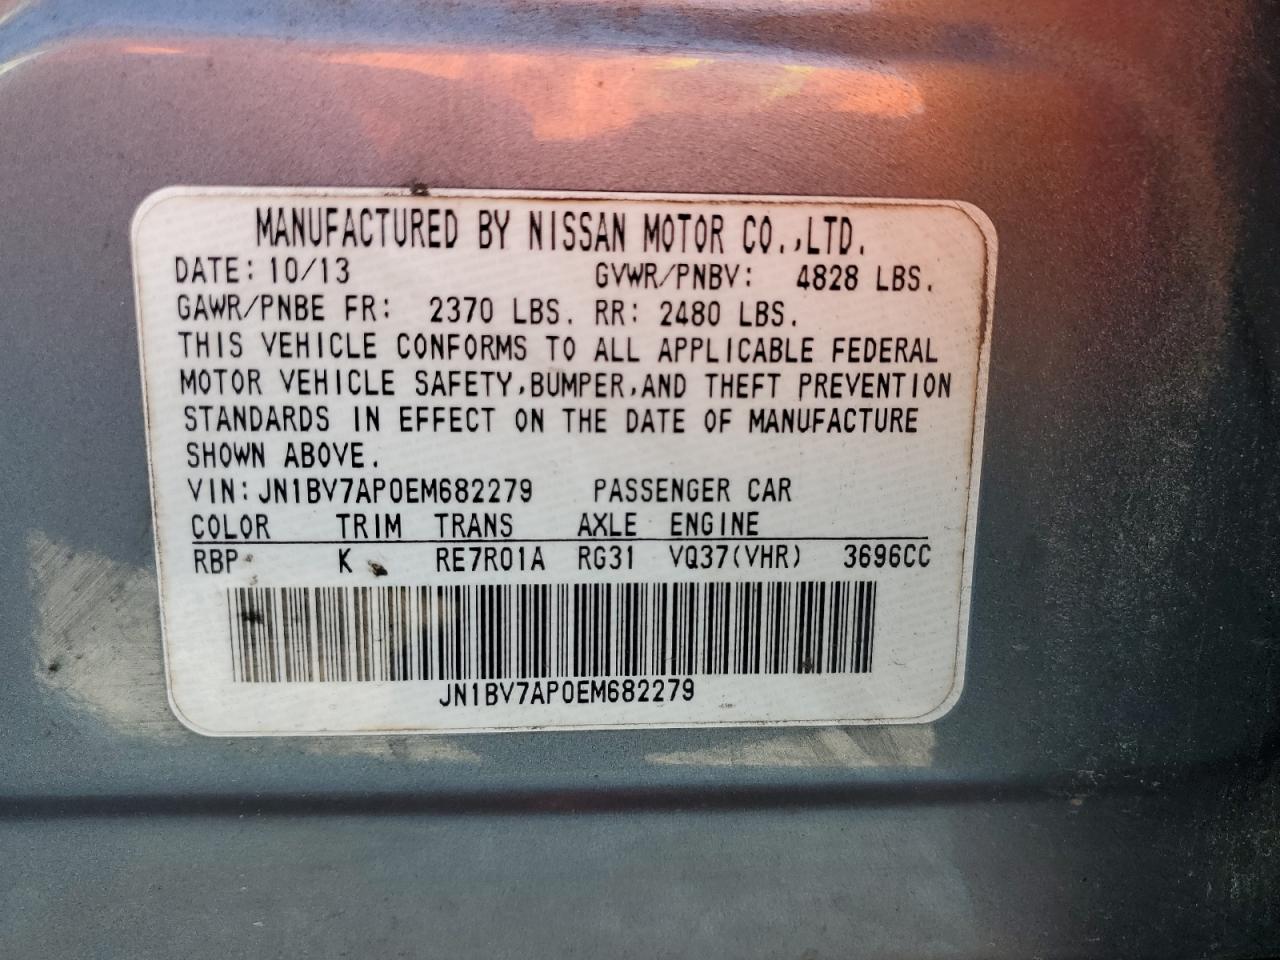 MANUFACTURED BY NISSAN MOTOR CO.,LTD.
DATE: 10/13 GVWR/PNBV: 4828 LBS.
GAWR/PNBE FR: 2370 LBS. RR: 2480 LBS.
THIS VEHICLE CONFORMS TO ALL APPLICABLE FEDERAL
MOTOR VEHICLE SAFETY,BUMPER,AND THEFT PREVENTION
STANDARDS IN EFFECT ON THE DATE OF MANUFACTURE
SHOWN ABOVE.
VIN: JN1BV7AP0EM682279 PASSENGER CAR
COLOR TRIM TRANS AXLE ENGINE
RBP K RE7R01A RG31 VQ37(VHR) 3696CC
JN1BV7AP0EM682279